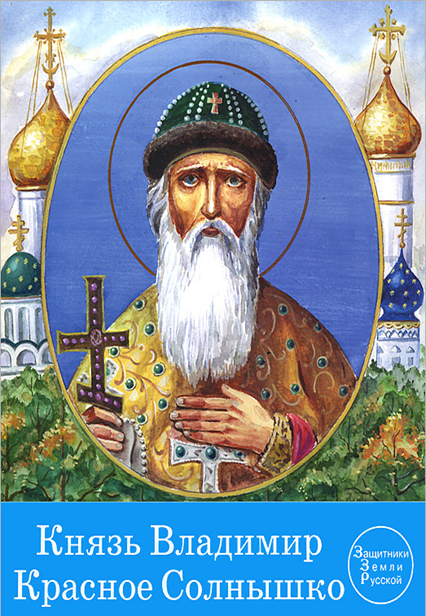 Князь Владимир
Красное Солнышко
Защитники
Земли
Русской